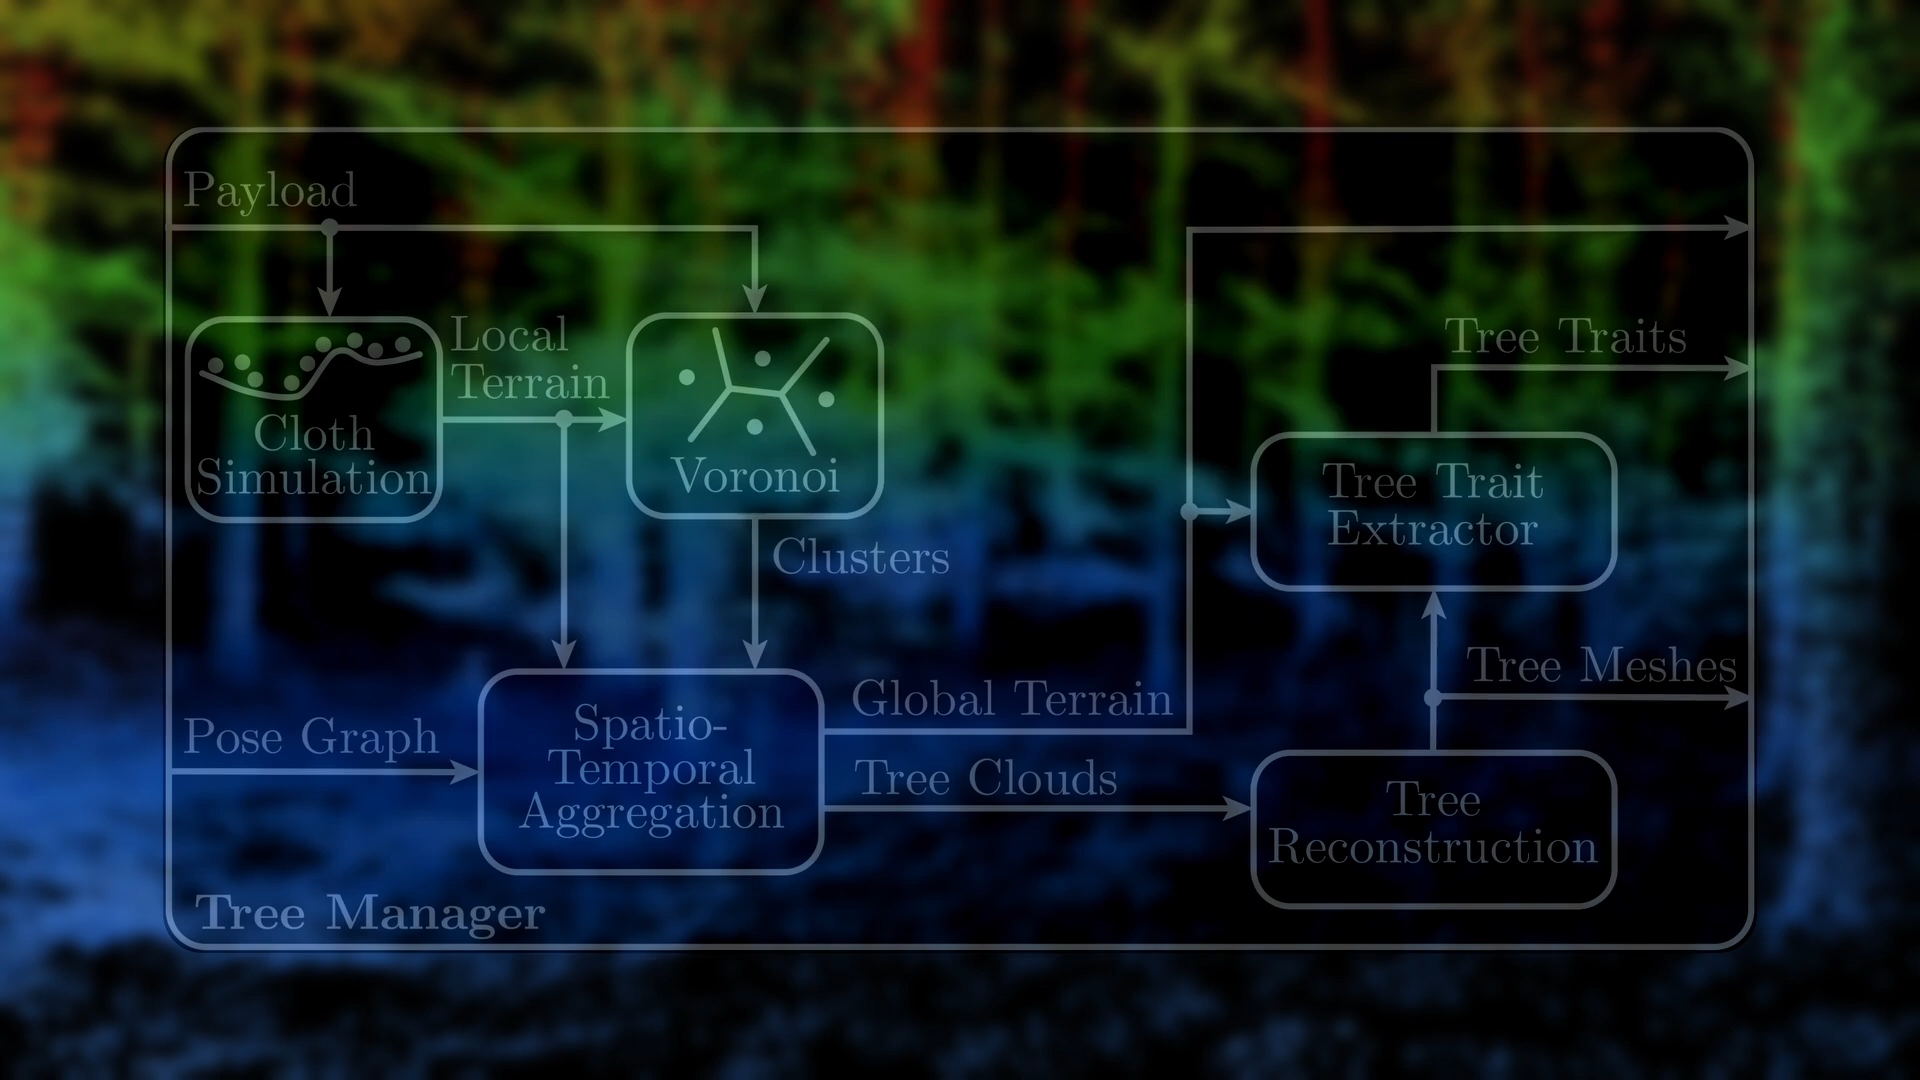 Payload
Local
Terrain
Cloth
Simulation
Voronoi
Clusters
Tree Traits
Tree Trait
Extractor
Tree Meshes
Global Terrain
Pose Graph
Spatio-
Temporal
Aggregation
Tree Clouds
Tree
Reconstruction
Tree Manager